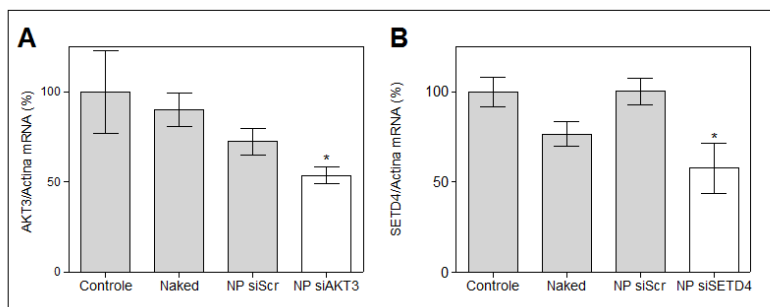 A
AKT3/Actina mRNA (%)
100
50
0
*
Controle Naked NP siScr NP siAKT3
B
SETD4/Actina mRNA (%)
100
50
0
*
Controle Naked NP siScr NP siSETD4